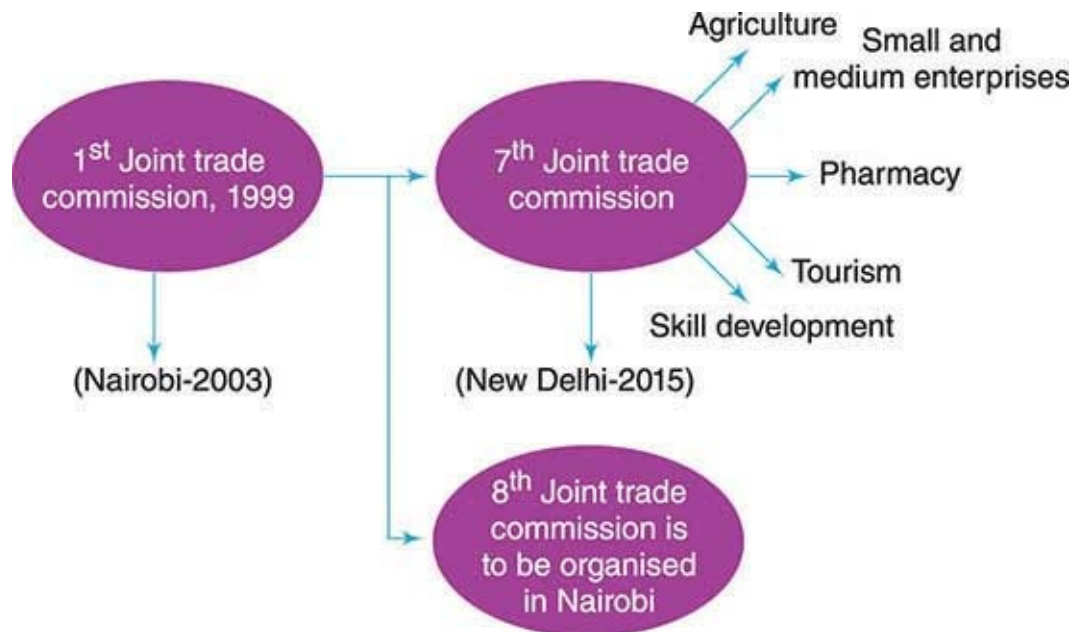 1st Joint trade
commission, 1999
(Nairobi-2003)
7th Joint trade
commission
Agriculture
Small and
medium enterprises
Pharmacy
Tourism
Skill development
(New Delhi-2015)
8th Joint trade
commission is
to be organised
in Nairobi